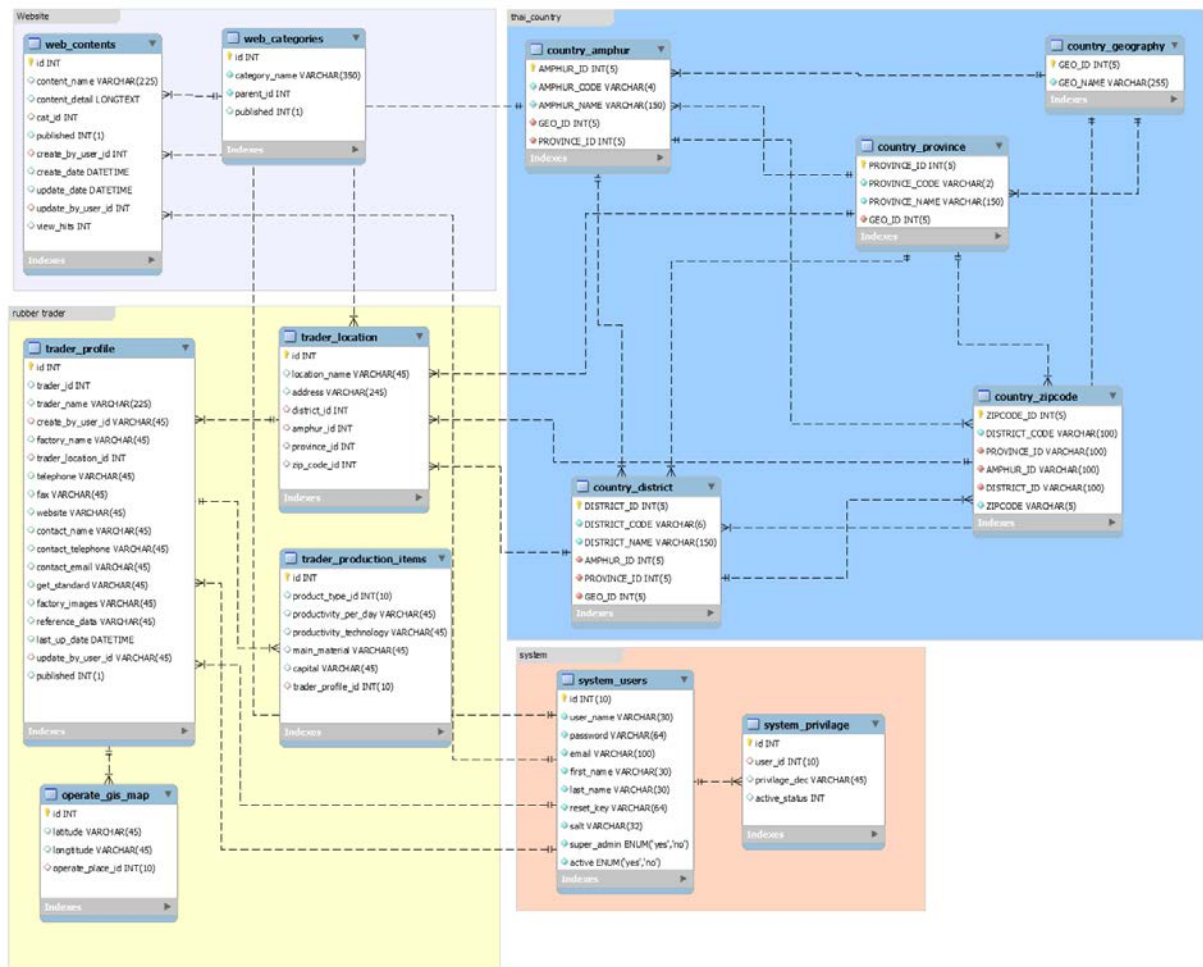 Website
web_contents
id INT
content_name VARCHAR(225)
content_detail LONGTEXT
cat_id INT
published INT(1)
create_by_user_id INT
create_date DATETIME
update_date DATETIME
update_by_user_id INT
view_hits INT
Indexes
web_categories
id INT
category_name VARCHAR(350)
parent_id INT
published INT(1)
Indexes
thai_country
country_amphur
AMPHUR_ID INT(5)
AMPHUR_CODE VARCHAR(4)
AMPHUR_NAME VARCHAR(150)
GEO_ID INT(5)
PROVINCE_ID INT(5)
Indexes
country_geography
GEO_ID INT(5)
GEO_NAME VARCHAR(255)
Indexes
country_province
PROVINCE_ID INT(5)
PROVINCE_CODE VARCHAR(2)
PROVINCE_NAME VARCHAR(150)
GEO_ID INT(5)
Indexes
country_zipcode
ZIPCODE_ID INT(5)
DISTRICT_CODE VARCHAR(100)
PROVINCE_ID VARCHAR(100)
AMPHUR_ID VARCHAR(100)
DISTRICT_ID VARCHAR(100)
ZIPCODE VARCHAR(5)
Indexes
country_district
DISTRICT_ID INT(5)
DISTRICT_CODE VARCHAR(6)
DISTRICT_NAME VARCHAR(150)
AMPHUR_ID INT(5)
PROVINCE_ID INT(5)
GEO_ID INT(5)
Indexes
rubber trader
trader_profile
id INT
trader_id INT
trader_name VARCHAR(225)
create_by_user_id VARCHAR(45)
factory_name VARCHAR(45)
trader_location_id INT
telephone VARCHAR(45)
fax VARCHAR(45)
website VARCHAR(45)
contact_name VARCHAR(45)
contact_telephone VARCHAR(45)
contact_email VARCHAR(45)
get_standard VARCHAR(45)
factory_images VARCHAR(45)
reference_data VARCHAR(45)
last_up_date DATETIME
update_by_user_id VARCHAR(45)
published INT(1)
Indexes
trader_location
id INT
location_name VARCHAR(45)
address VARCHAR(245)
district_id INT
amphur_id INT
province_id INT
zip_code_id INT
Indexes
trader_production_items
id INT
product_type_id INT(10)
productivity_per_day VARCHAR(45)
productivity_technology VARCHAR(45)
main_material VARCHAR(45)
capital VARCHAR(45)
trader_profile_id INT(10)
Indexes
operate_gis_map
id INT
latitude VARCHAR(45)
longtitude VARCHAR(45)
operate_place_id INT(10)
Indexes
system
system_users
id INT(10)
user_name VARCHAR(30)
password VARCHAR(64)
email VARCHAR(100)
first_name VARCHAR(30)
last_name VARCHAR(30)
reset_key VARCHAR(64)
salt VARCHAR(32)
super_admin ENUM('yes','no')
active ENUM('yes','no')
Indexes
system_privilage
id INT
user_id INT(10)
privilage_dec VARCHAR(45)
active_status INT
Indexes